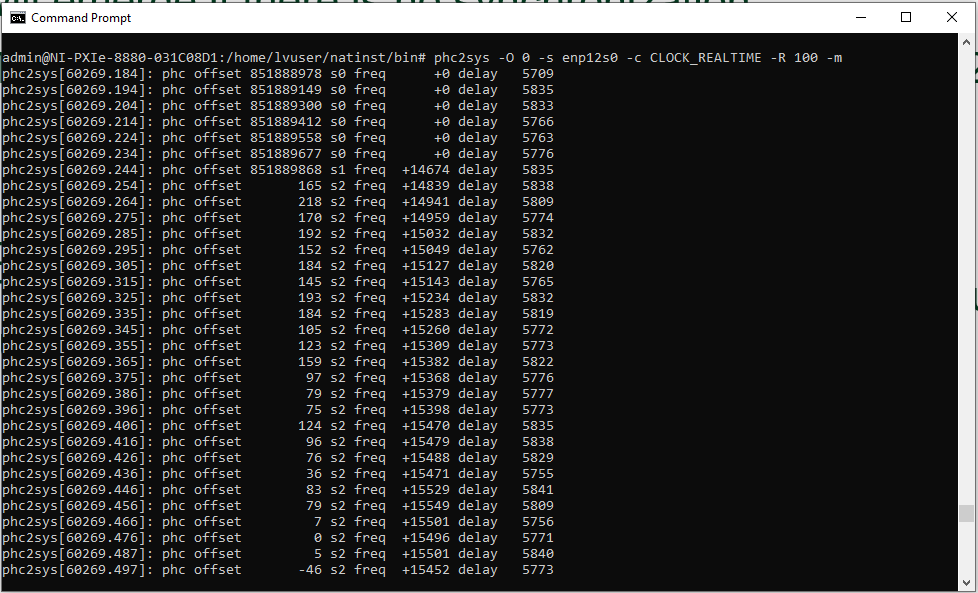 Command Prompt
admin@NI-PXIe-8880-031C08D1:/home/lvuser/natinst/bin# phc2sys -O 0 -s enp12s0 -c CLOCK_REALTIME -R 100 -m
phc2sys[60269.184]: phc offset 851888978 s0 freq      +0 delay   5709
phc2sys[60269.194]: phc offset 851889149 s0 freq      +0 delay   5835
phc2sys[60269.204]: phc offset 851889300 s0 freq      +0 delay   5833
phc2sys[60269.214]: phc offset 851889412 s0 freq      +0 delay   5766
phc2sys[60269.224]: phc offset 851889558 s0 freq      +0 delay   5763
phc2sys[60269.234]: phc offset 851889677 s0 freq      +0 delay   5776
phc2sys[60269.244]: phc offset 851889868 s1 freq  +14674 delay   5835
phc2sys[60269.254]: phc offset       165 s2 freq  +14839 delay   5838
phc2sys[60269.264]: phc offset       218 s2 freq  +14941 delay   5809
phc2sys[60269.275]: phc offset       170 s2 freq  +14959 delay   5774
phc2sys[60269.285]: phc offset       192 s2 freq  +15032 delay   5832
phc2sys[60269.295]: phc offset       152 s2 freq  +15049 delay   5762
phc2sys[60269.305]: phc offset       184 s2 freq  +15127 delay   5820
phc2sys[60269.315]: phc offset       145 s2 freq  +15143 delay   5765
phc2sys[60269.325]: phc offset       193 s2 freq  +15234 delay   5832
phc2sys[60269.335]: phc offset       184 s2 freq  +15283 delay   5819
phc2sys[60269.345]: phc offset       105 s2 freq  +15260 delay   5772
phc2sys[60269.355]: phc offset       123 s2 freq  +15309 delay   5773
phc2sys[60269.365]: phc offset       159 s2 freq  +15382 delay   5822
phc2sys[60269.375]: phc offset        97 s2 freq  +15368 delay   5776
phc2sys[60269.386]: phc offset        79 s2 freq  +15379 delay   5777
phc2sys[60269.396]: phc offset        75 s2 freq  +15398 delay   5773
phc2sys[60269.406]: phc offset       124 s2 freq  +15470 delay   5835
phc2sys[60269.416]: phc offset        96 s2 freq  +15479 delay   5838
phc2sys[60269.426]: phc offset        76 s2 freq  +15488 delay   5829
phc2sys[60269.436]: phc offset        36 s2 freq  +15471 delay   5755
phc2sys[60269.446]: phc offset        83 s2 freq  +15529 delay   5841
phc2sys[60269.456]: phc offset        79 s2 freq  +15549 delay   5809
phc2sys[60269.466]: phc offset         7 s2 freq  +15501 delay   5756
phc2sys[60269.476]: phc offset         0 s2 freq  +15496 delay   5771
phc2sys[60269.487]: phc offset         5 s2 freq  +15501 delay   5840
phc2sys[60269.497]: phc offset       -46 s2 freq  +15452 delay   5773